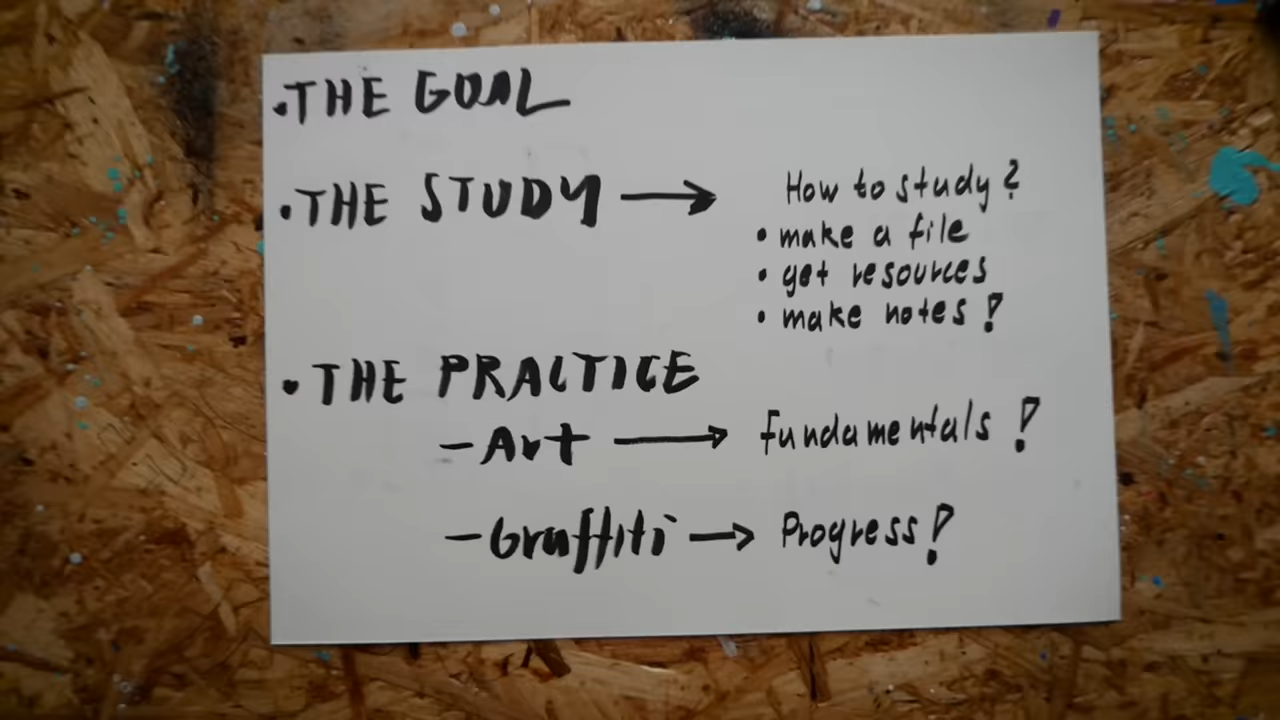 • THE GOAL
• THE STUDY → How to study?
• make a file
• get resources
• make notes!
• THE PRACTICE
- Art → Fundamentals!
- Graffiti → Progress!